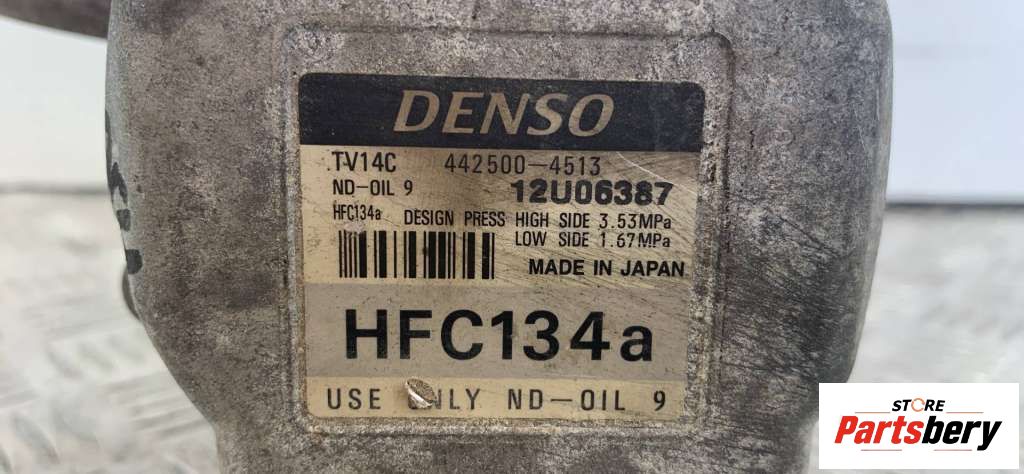 DENSO
TV14C 442500-4513
ND-OIL 9 12U06387
HFC134a DESIGN PRESS HIGH SIDE 3.53MPa
LOW SIDE 1.67MPa
MADE IN JAPAN
HFC134a
USE ONLY ND-OIL 9
STORE
Partsbery